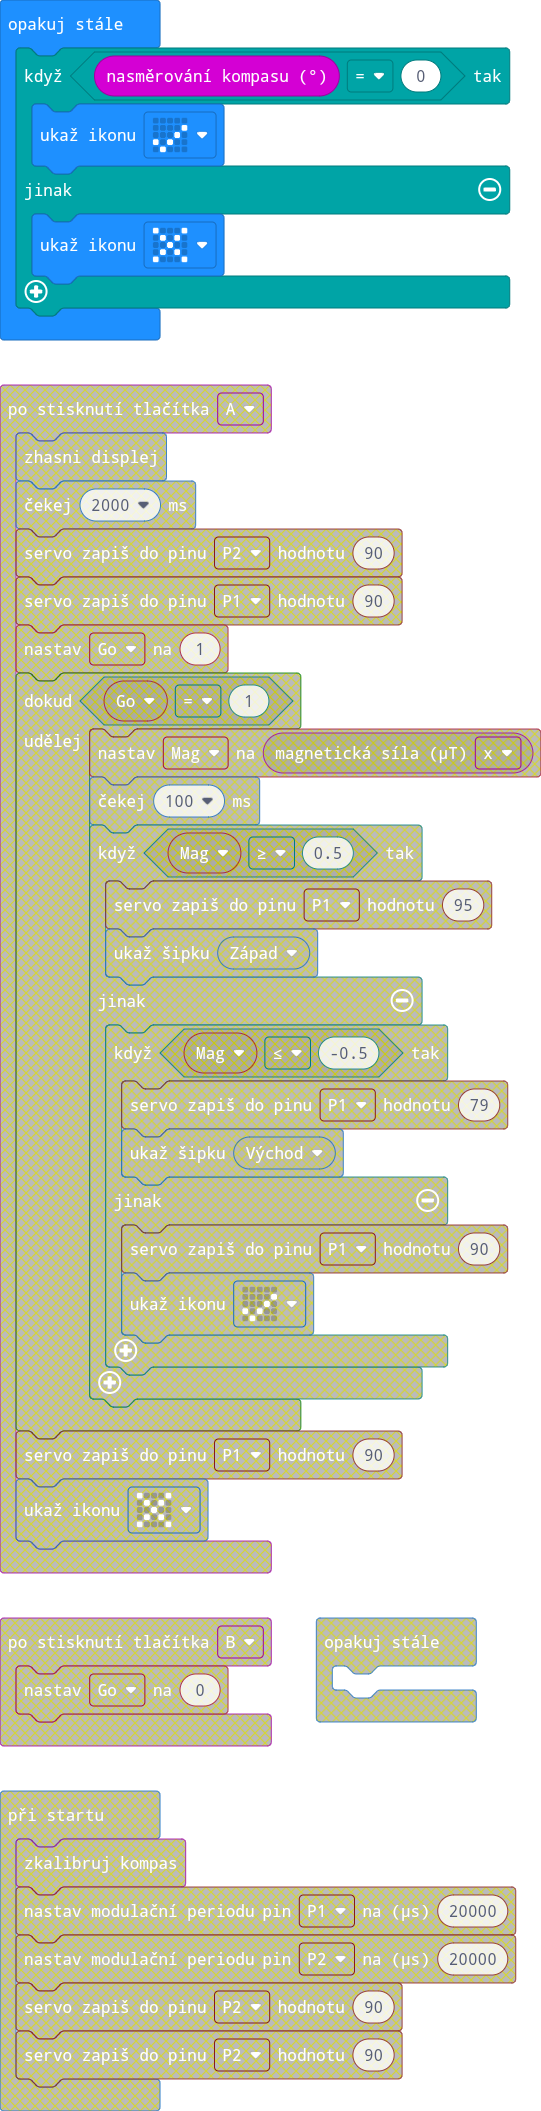 opakuj stále
když nasměrování kompasu (°) = 0 tak
ukaž ikonu
jinak
ukaž ikonu
po stisknutí tlačítka A
zhasni displej
čekej 2000 ms
servo zapiš do pinu P2 hodnotu 90
servo zapiš do pinu P1 hodnotu 90
nastav Go na 1
dokud Go = 1
udělej
nastav Mag na magnetická síla (µT) x
čekej 100 ms
když Mag ≥ 0.5 tak
servo zapiš do pinu P1 hodnotu 95
ukaž šipku Západ
jinak
když Mag ≤ -0.5 tak
servo zapiš do pinu P1 hodnotu 79
ukaž šipku Východ
jinak
servo zapiš do pinu P1 hodnotu 90
ukaž ikonu
servo zapiš do pinu P1 hodnotu 90
ukaž ikonu
po stisknutí tlačítka B
nastav Go na 0
opakuj stále
při startu
zkalibruj kompas
nastav modulační periodu pin P1 na (µs) 20000
nastav modulační periodu pin P2 na (µs) 20000
servo zapiš do pinu P2 hodnotu 90
servo zapiš do pinu P2 hodnotu 90